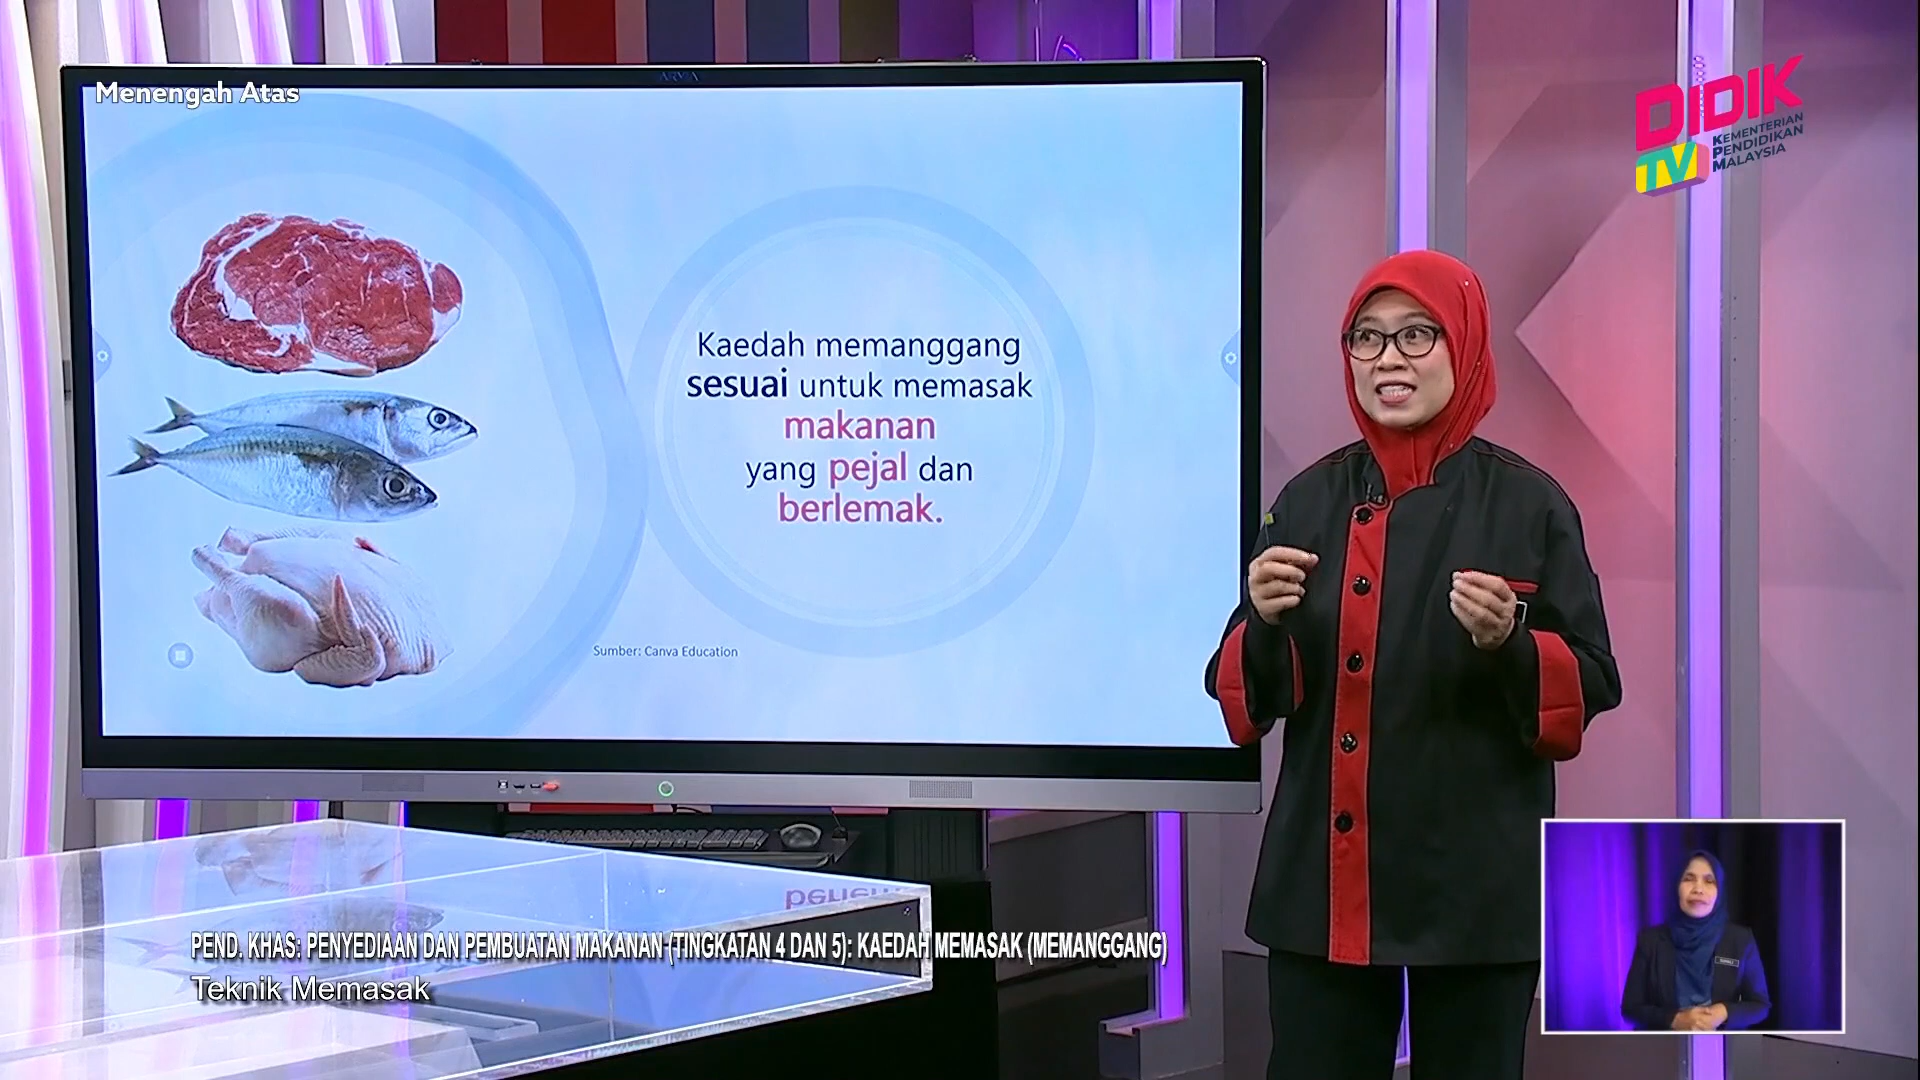 Menengah Atas
DIDIK
TV
KEMENTERIAN
PENDIDIKAN
MALAYSIA
Kaedah memanggang
sesuai untuk memasak
makanan
yang pejal dan
berlemak.
Sumber: Canva Education
PEND. KHAS: PENYEDIAAN DAN PEMBUATAN MAKANAN (TINGKATAN 4 DAN 5): KAEDAH MEMASAK (MEMANGGANG)
Teknik Memasak